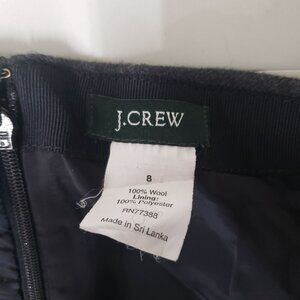 J.CREW
8
100% Wool
Lining:
100% Polyester
RN77388
Made in Sri Lanka